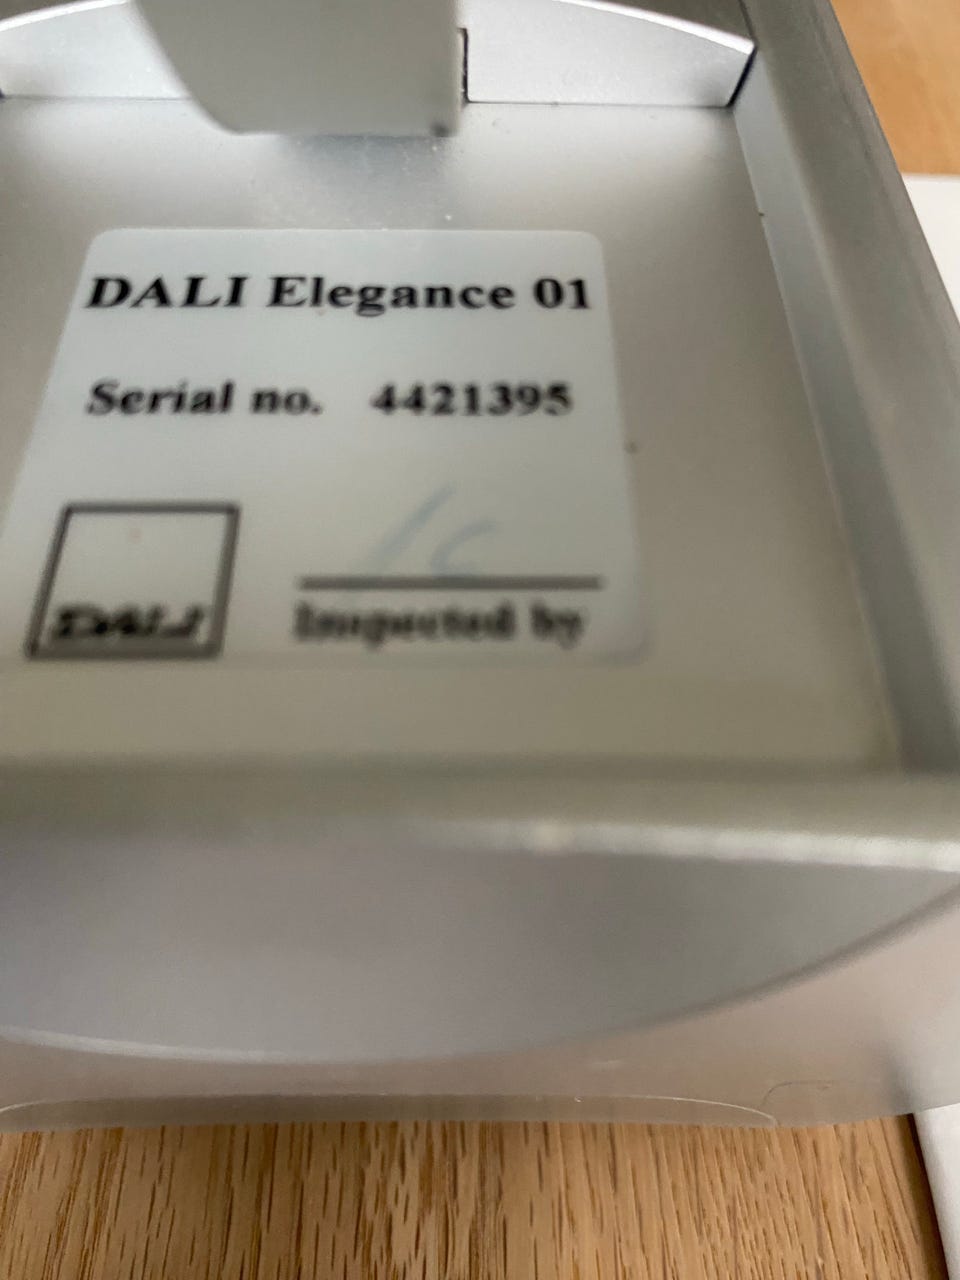 DALI Elegance 01
Serial no. 4421395
DALI
Inspected by